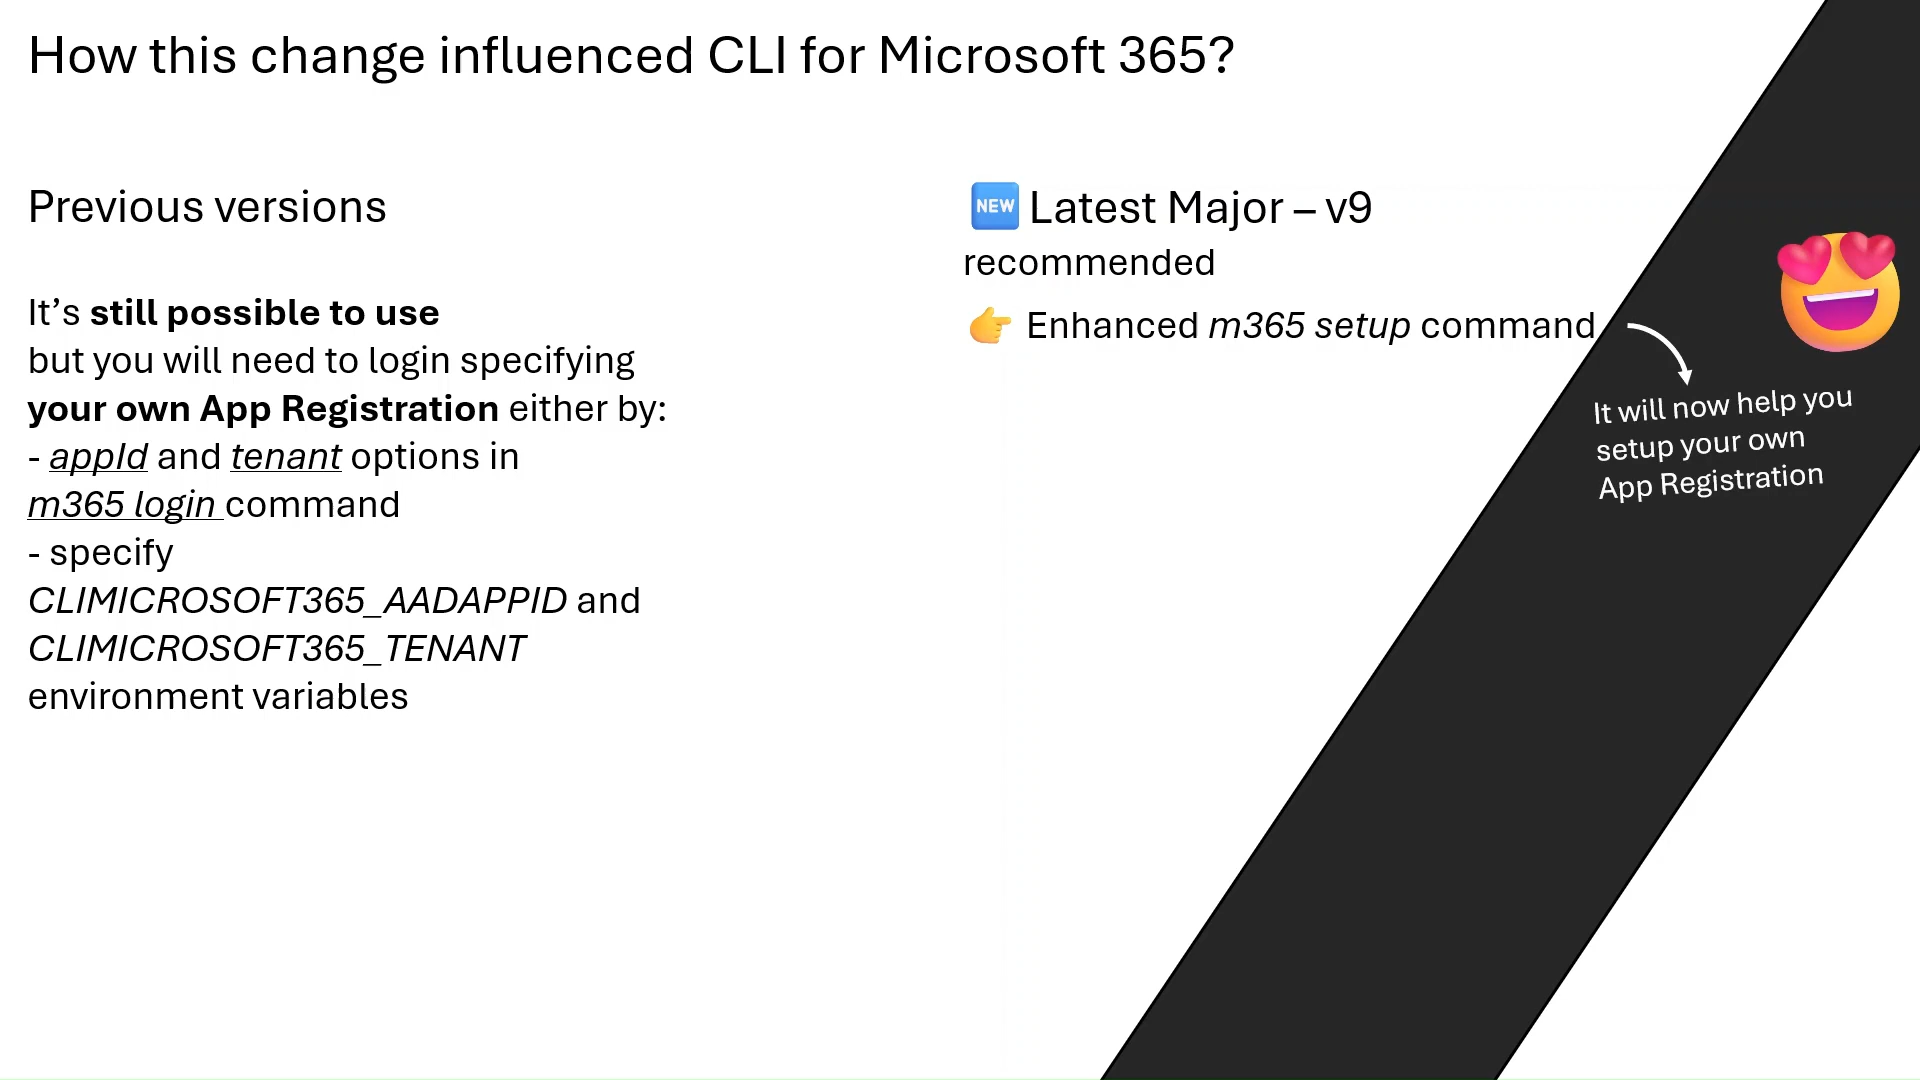 How this change influenced CLI for Microsoft 365?
Previous versions
It’s still possible to use
but you will need to login specifying
your own App Registration either by:
- appId and tenant options in
m365 login command
- specify
CLIMICROSOFT365_AADAPPID and
CLIMICROSOFT365_TENANT
environment variables
NEW Latest Major – v9
recommended
👉 Enhanced m365 setup command
It will now help you
setup your own
App Registration